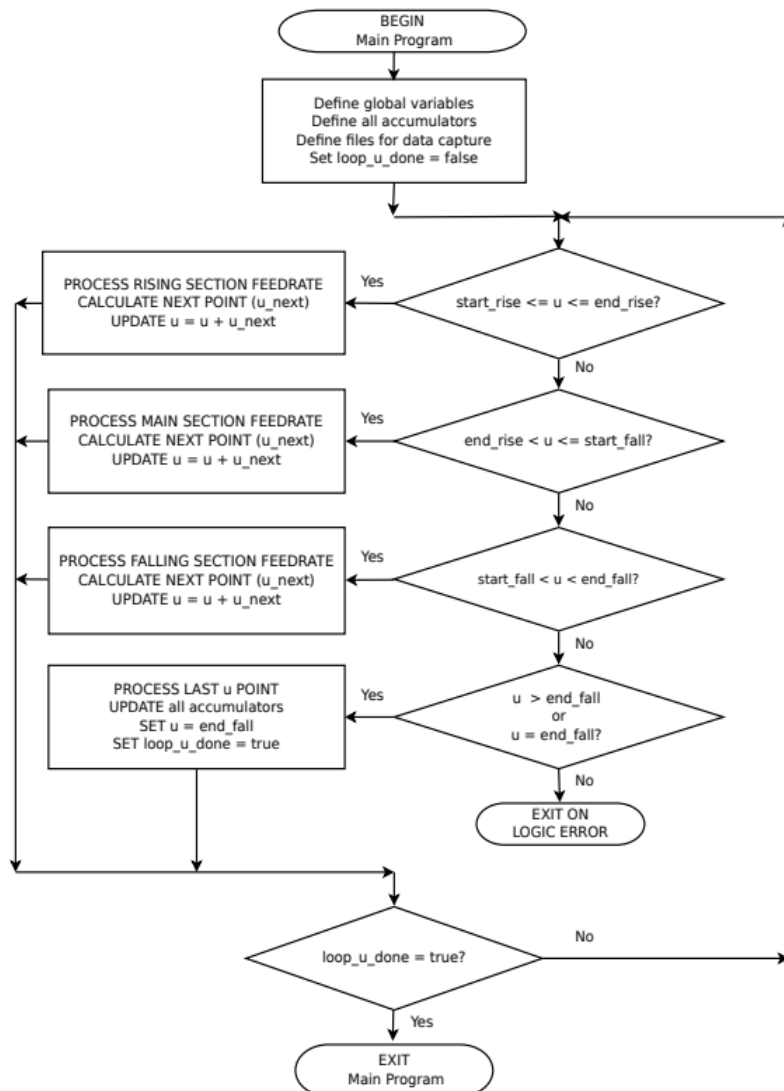 BEGIN
Main Program
Define global variables
Define all accumulators
Define files for data capture
Set loop_u_done = false
PROCESS RISING SECTION FEEDRATE
CALCULATE NEXT POINT (u_next)
UPDATE u = u + u_next
Yes
start_rise <= u <= end_rise?
No
PROCESS MAIN SECTION FEEDRATE
CALCULATE NEXT POINT (u_next)
UPDATE u = u + u_next
Yes
end_rise < u <= start_fall?
No
PROCESS FALLING SECTION FEEDRATE
CALCULATE NEXT POINT (u_next)
UPDATE u = u + u_next
Yes
start_fall < u < end_fall?
No
PROCESS LAST u POINT
UPDATE all accumulators
SET u = end_fall
SET loop_u_done = true
Yes
u > end_fall
or
u = end_fall?
No
EXIT ON
LOGIC ERROR
loop_u_done = true?
No
Yes
EXIT
Main Program